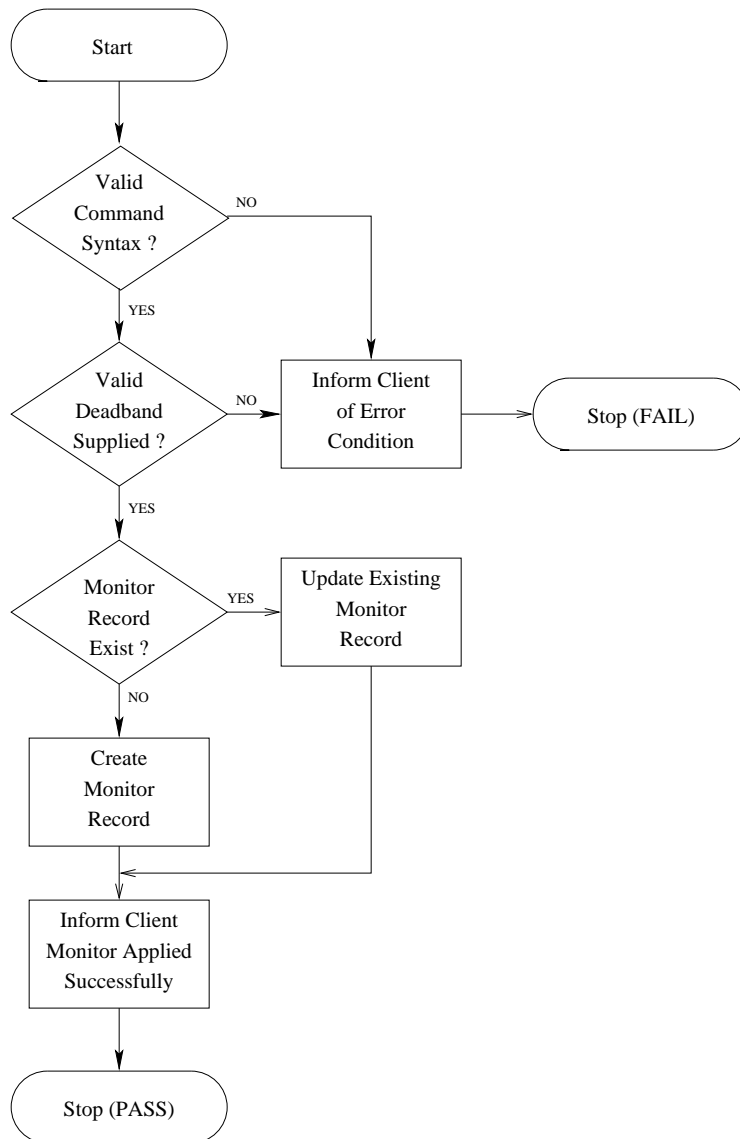 Start
Valid
Command
Syntax ?
NO
YES
Valid
Deadband
Supplied ?
NO
Inform Client
of Error
Condition
Stop (FAIL)
YES
Monitor
Record
Exist ?
YES
Update Existing
Monitor
Record
NO
Create
Monitor
Record
Inform Client
Monitor Applied
Successfully
Stop (PASS)